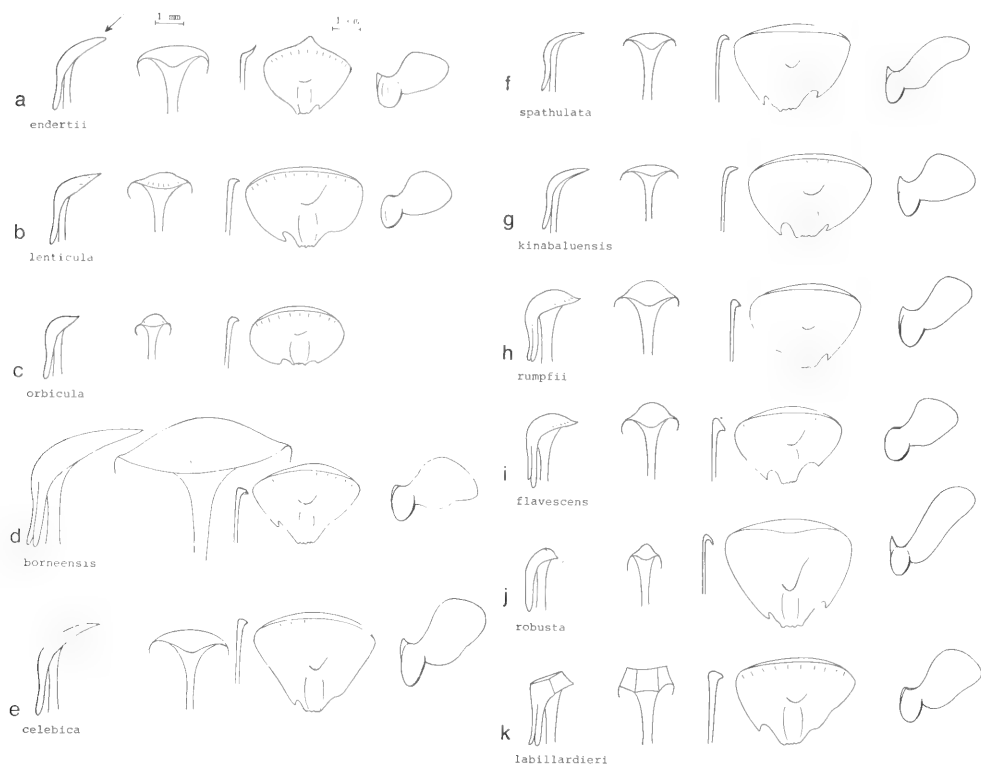 1 mm
a
endertii
b
lenticula
c
orbicula
d
borneensis
e
celebica
f
spathulata
g
kinabaluensis
h
rumpfii
i
flavescens
j
robusta
k
labillardieri